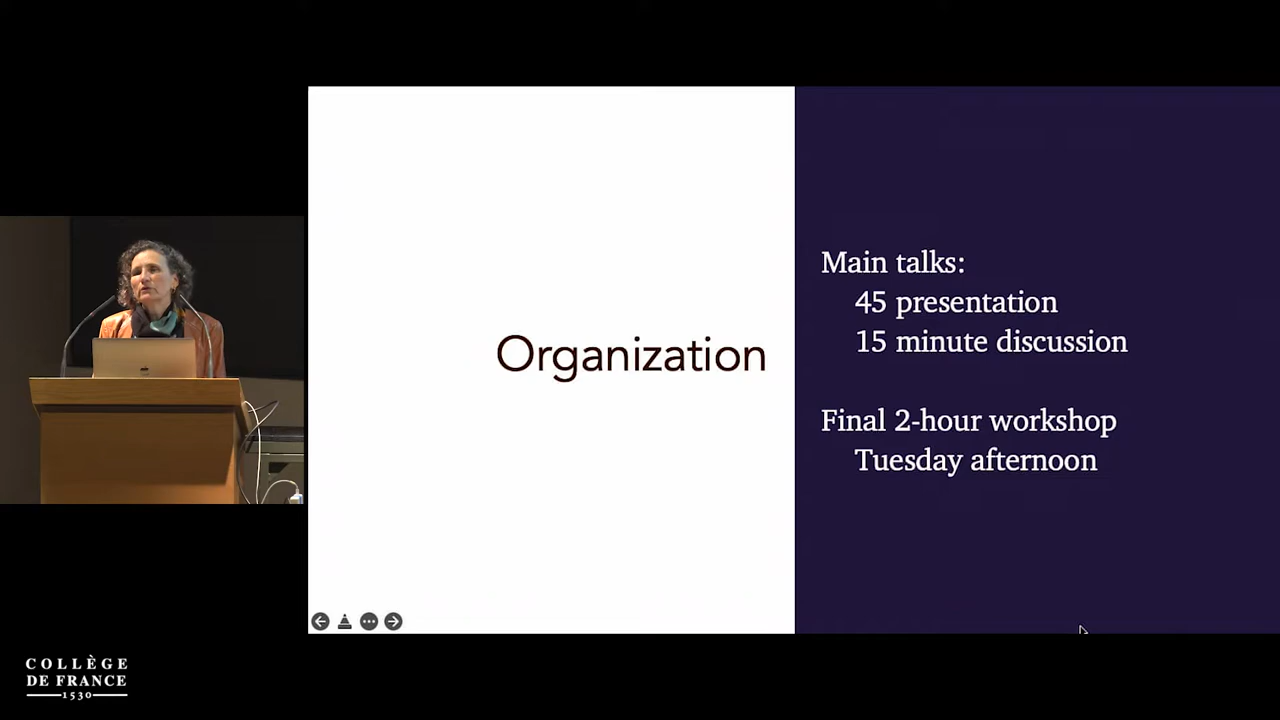 Organization
Main talks:
45 presentation
15 minute discussion
Final 2-hour workshop
Tuesday afternoon
COLLÈGE
DE FRANCE
1530